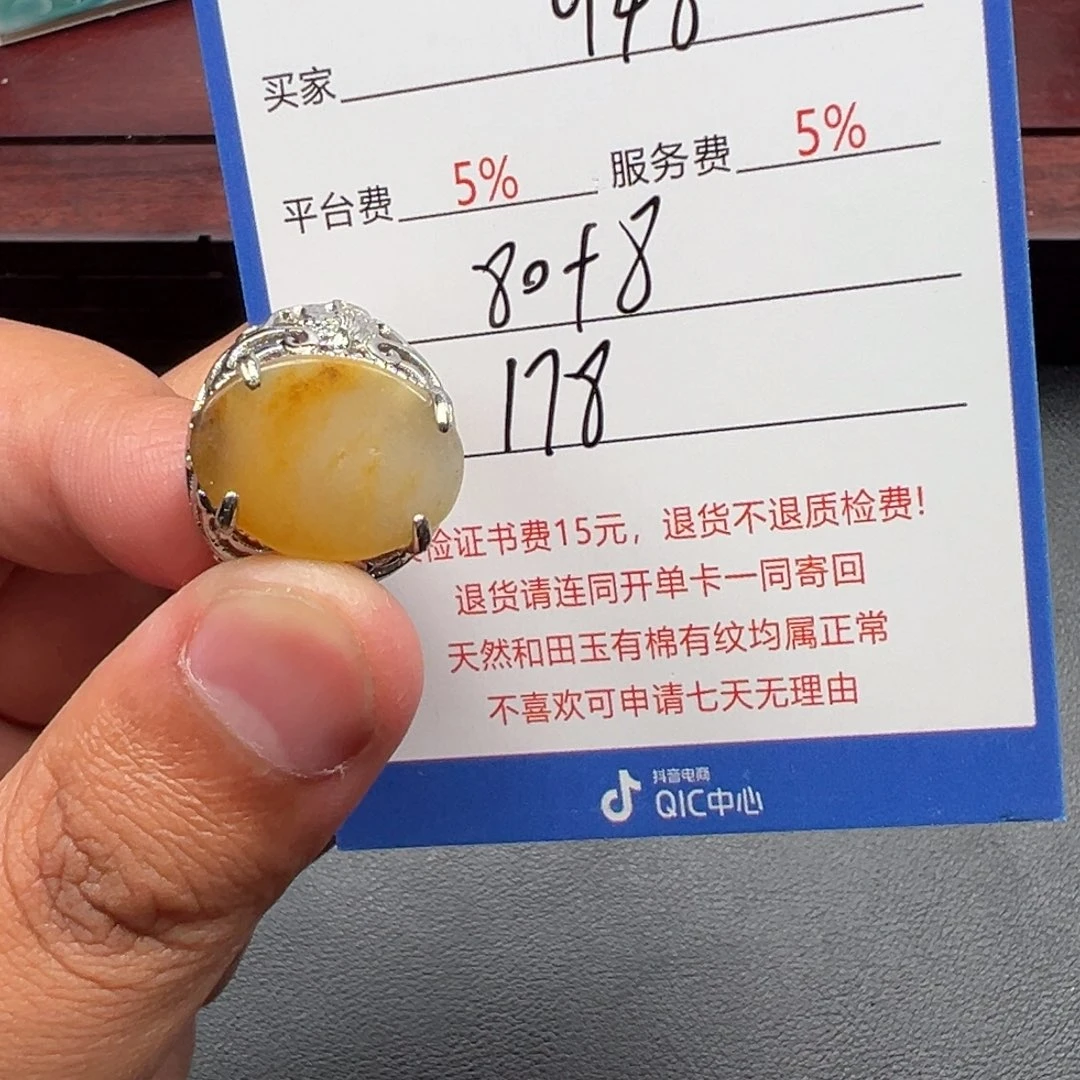 948
买家
平台费 5% 服务费 5%
80+8
178
验证书费15元，退货不退质检费！
退货请连同开单卡一同寄回
天然和田玉有棉有纹均属正常
不喜欢可申请七天无理由
抖音电商
QIC中心